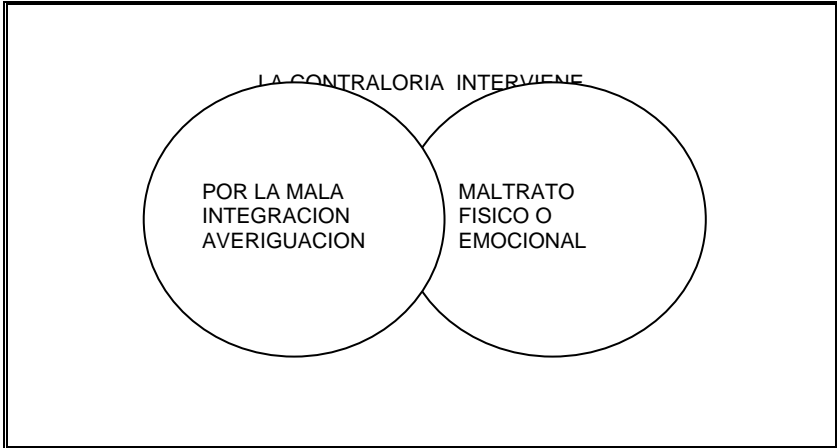 LA CONTRALORIA INTERVIENE
POR LA MALA
INTEGRACION
AVERIGUACION
MALTRATO
FISICO O
EMOCIONAL